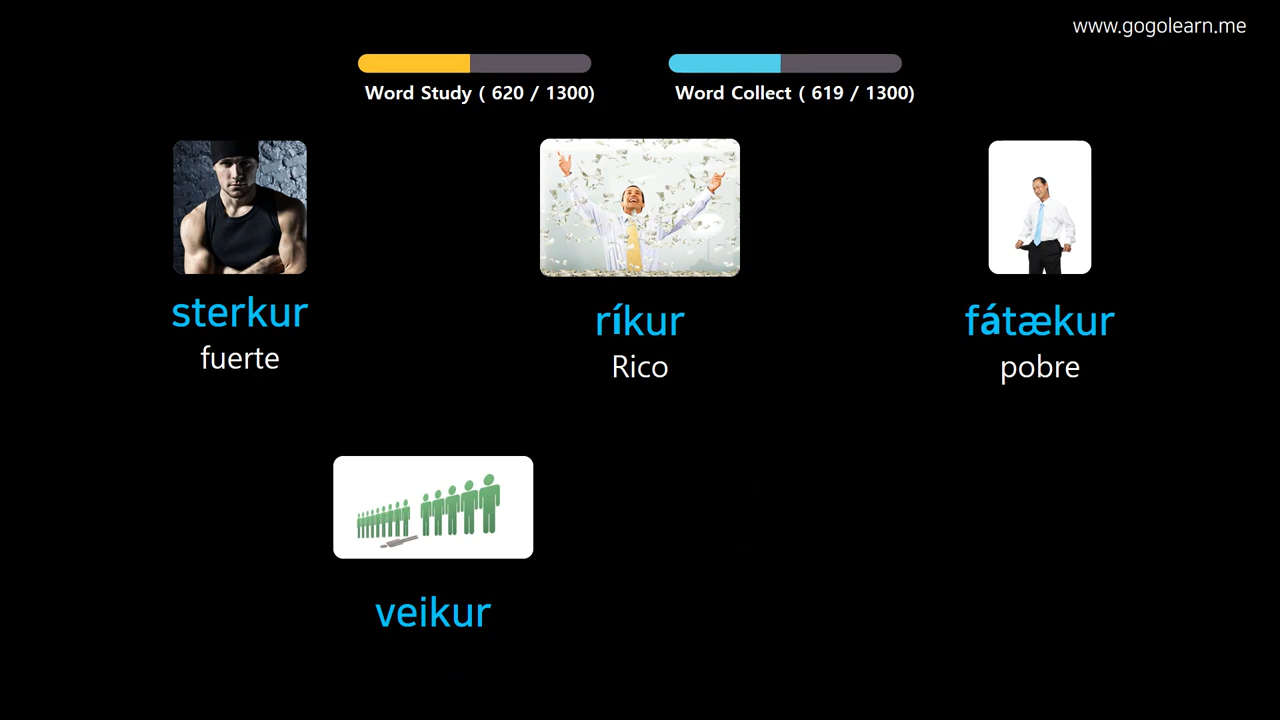 www.gogolearn.me
Word Study ( 620 / 1300)
Word Collect ( 619 / 1300)
sterkur
fuerte
ríkur
Rico
fátækur
pobre
veikur